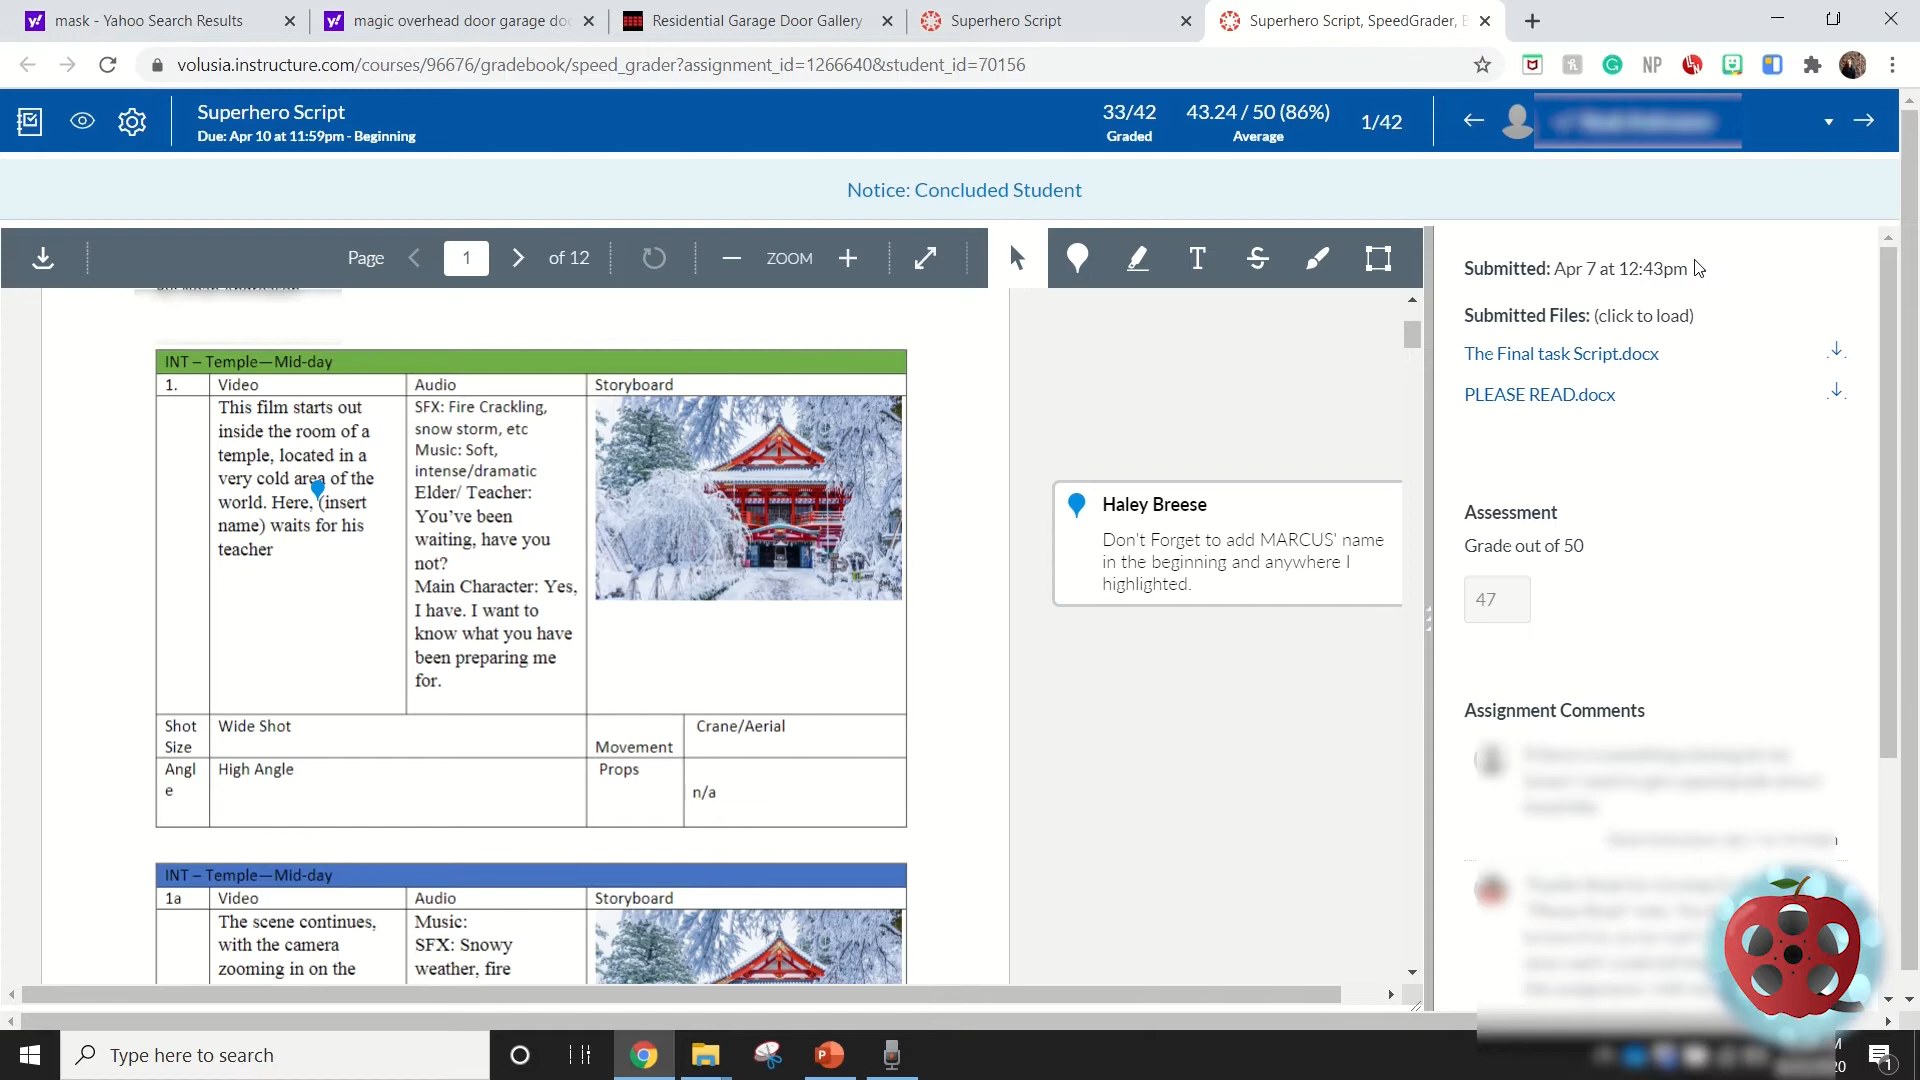 mask - Yahoo Search Results
magic overhead door garage do
Residential Garage Door Gallery
Superhero Script
Superhero Script, SpeedGrader,
volusia.instructure.com/courses/96676/gradebook/speed_grader?assignment_id=1266640&student_id=70156
NP
Superhero Script
Due: Apr 10 at 11:59pm - Beginning
33/42
Graded
43.24 / 50 (86%)
Average
1/42
Notice: Concluded Student
Page
1
of 12
ZOOM
T
Submitted: Apr 7 at 12:43pm
Submitted Files: (click to load)
The Final task Script.docx
PLEASE READ.docx
Assessment
Grade out of 50
47
Assignment Comments
INT – Temple—Mid-day
1.
Video
Audio
Storyboard
This film starts out
inside the room of a
temple, located in a
very cold area of the
world. Here, (insert
name) waits for his
teacher
SFX: Fire Crackling,
snow storm, etc
Music: Soft,
intense/dramatic
Elder/ Teacher:
You’ve been
waiting, have you
not?
Main Character: Yes,
I have. I want to
know what you have
been preparing me
for.
Shot
Size
Wide Shot
Movement
Crane/Aerial
Angl
e
High Angle
Props
n/a
INT – Temple—Mid-day
1a
Video
Audio
Storyboard
The scene continues,
with the camera
zooming in on the
Music:
SFX: Snowy
weather, fire
Haley Breese
Don't Forget to add MARCUS' name
in the beginning and anywhere I
highlighted.
Type here to search
1